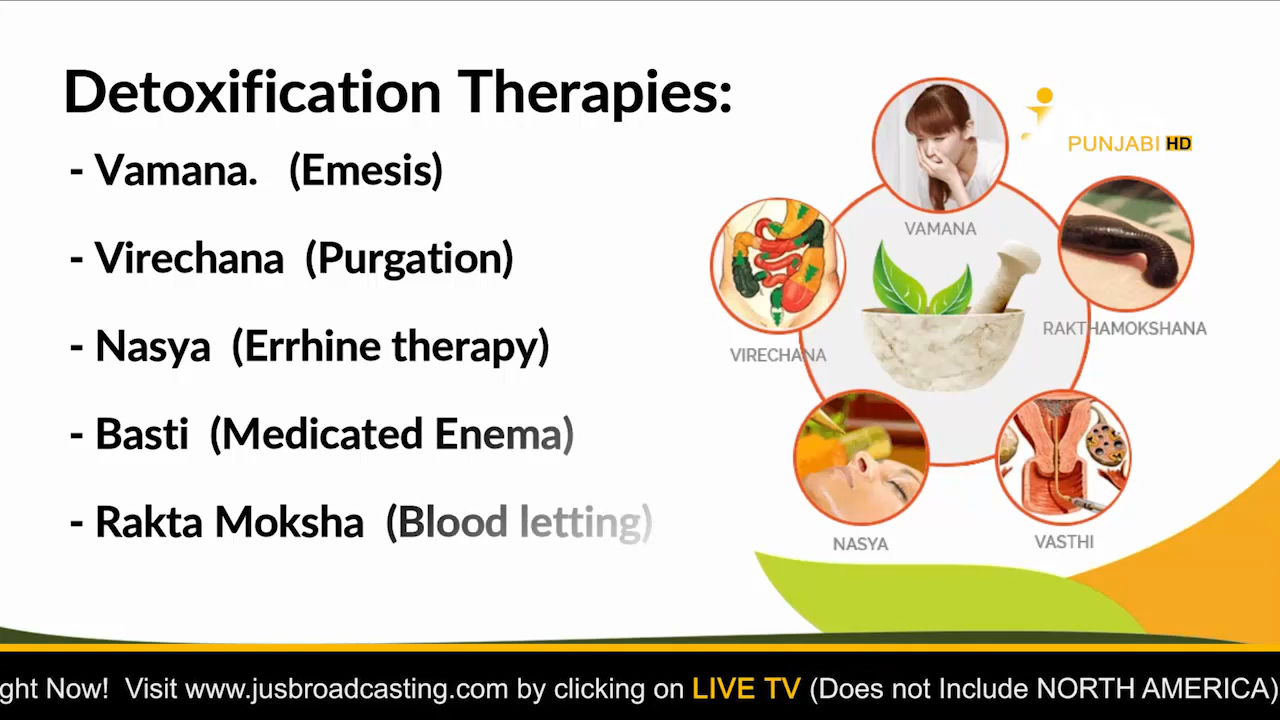 Detoxification Therapies:
- Vamana. (Emesis)
- Virechana (Purgation)
- Nasya (Errhine therapy)
- Basti (Medicated Enema)
- Rakta Moksha (Blood letting)
PUNJABI HD
VAMANA
RAKTHAMOKSHANA
VIRECHANA
NASYA
VASTHI
ght Now! Visit www.jusbroadcasting.com by clicking on LIVE TV (Does not Include NORTH AMERICA)